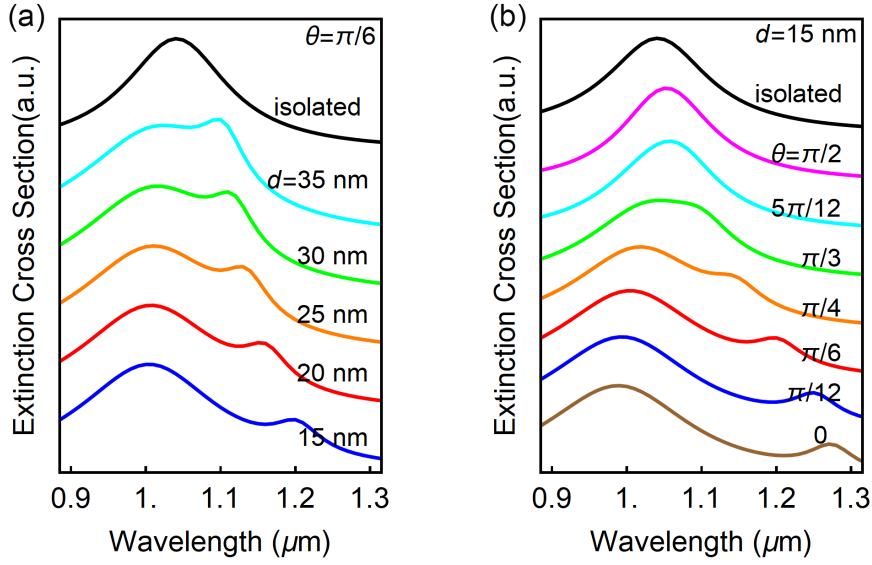 (a)
θ=π/6
isolated
d=35 nm
30 nm
25 nm
20 nm
15 nm
Extinction Cross Section(a.u.)
0.9 1. 1.1 1.2 1.3
Wavelength (μm)
(b)
d=15 nm
isolated
θ=π/2
5π/12
π/3
π/4
π/6
π/12
0
Extinction Cross Section(a.u.)
0.9 1. 1.1 1.2 1.3
Wavelength (μm)